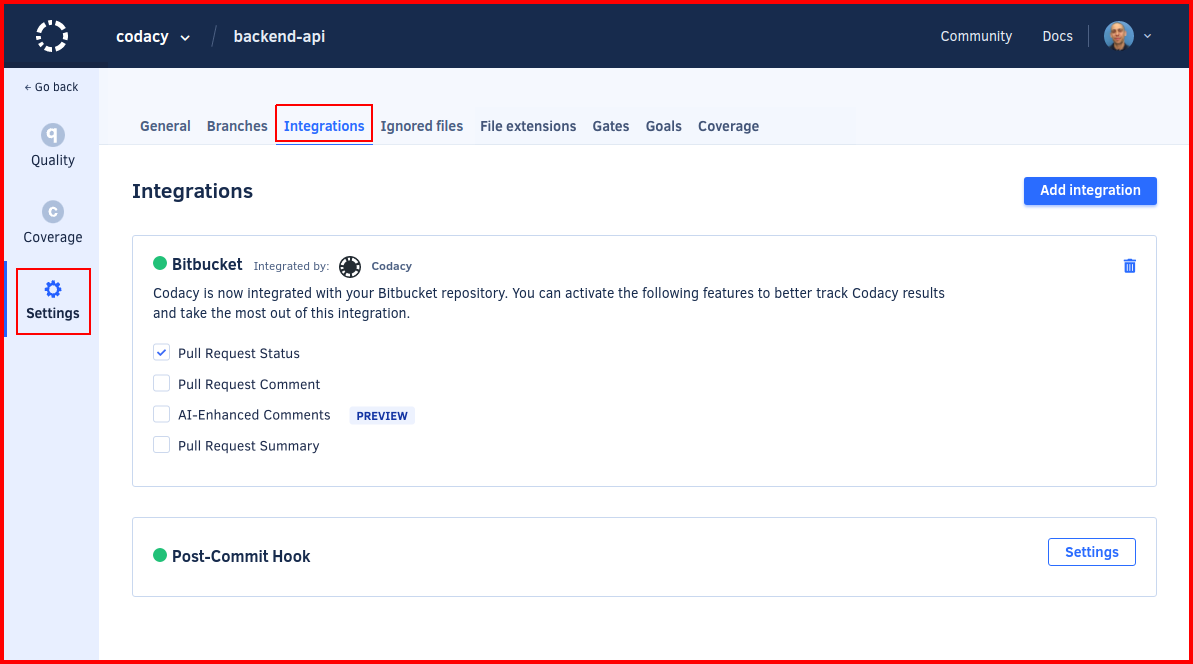 codacy / backend-api
Community Docs
← Go back
q
Quality
c
Coverage
Settings
General Branches Integrations Ignored files File extensions Gates Goals Coverage
Integrations
Add integration
Bitbucket Integrated by: Codacy
Codacy is now integrated with your Bitbucket repository. You can activate the following features to better track Codacy results
and take the most out of this integration.
Pull Request Status
Pull Request Comment
AI-Enhanced Comments PREVIEW
Pull Request Summary
Post-Commit Hook
Settings